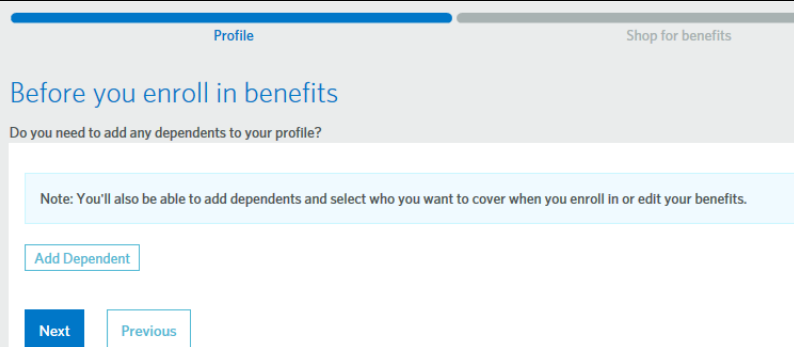 Profile
Shop for benefits
Before you enroll in benefits
Do you need to add any dependents to your profile?
Note: You'll also be able to add dependents and select who you want to cover when you enroll in or edit your benefits.
Add Dependent
Next
Previous